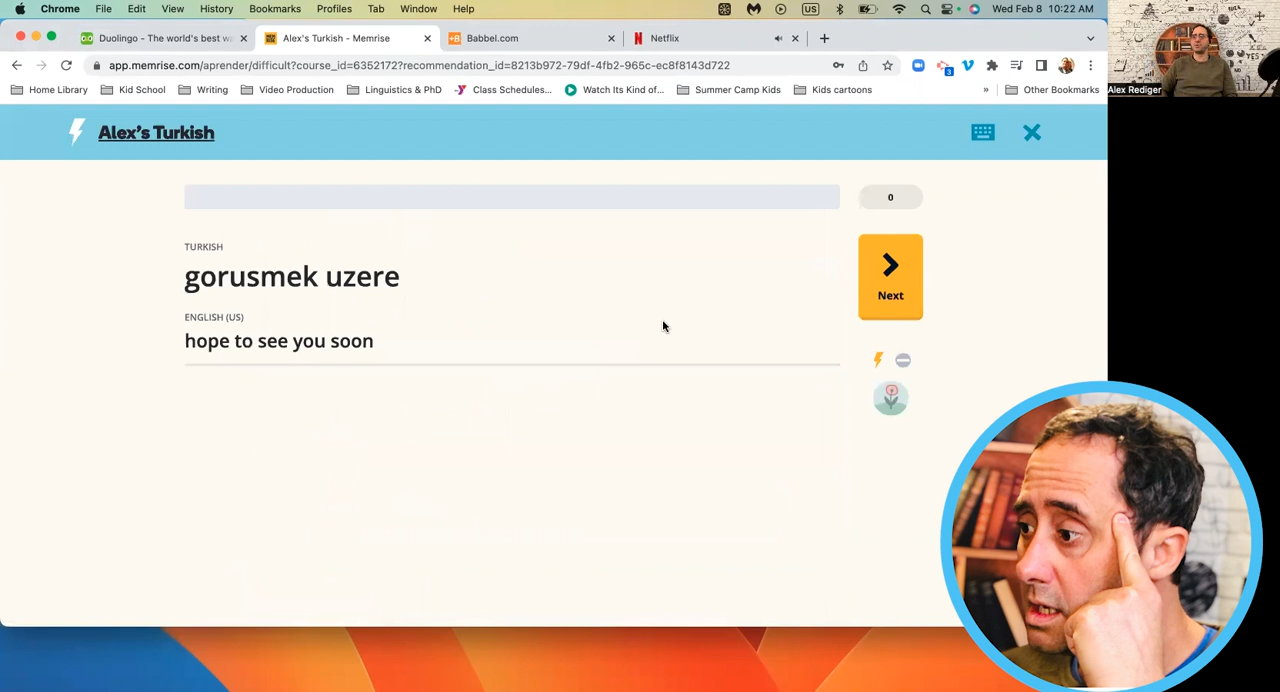 Chrome File Edit View History Bookmarks Profiles Tab Window Help
US Wed Feb 8 10:22 AM
Duolingo - The world's best wa
Alex's Turkish - Memrise
Babbel.com
Netflix
app.memrise.com/aprender/difficult?course_id=6352172?recommendation_id=8213b972-79df-4fb2-965c-ec8f8143d722
3
Home Library Kid School Writing Video Production Linguistics & PhD Class Schedules... Watch Its Kind of... Summer Camp Kids Kids cartoons » Other Bookmarks
Alex Rediger
Alex's Turkish
0
TURKISH
gorusmek uzere
Next
ENGLISH (US)
hope to see you soon